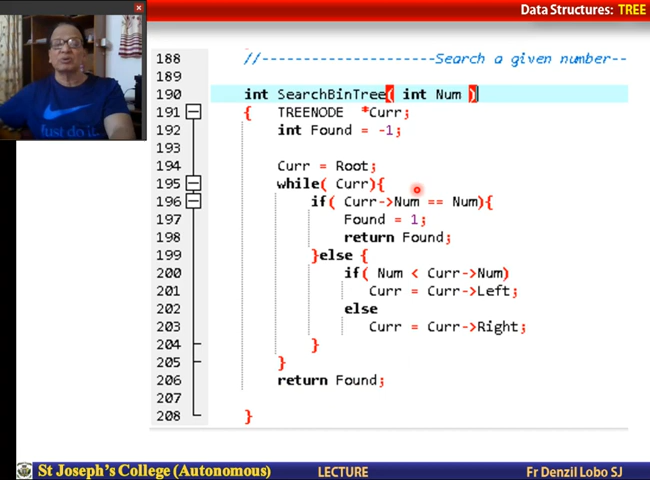 Data Structures: TREE
188 //---------------------Search a given number--
189
190 int SearchBinTree( int Num )
191 { TREENODE *Curr;
192 int Found = -1;
193
194 Curr = Root;
195 while( Curr){
196 if( Curr->Num == Num){
197 Found = 1;
198 return Found;
199 }else {
200 if( Num < Curr->Num)
201 Curr = Curr->Left;
202 else
203 Curr = Curr->Right;
204 }
205 }
206 return Found;
207
208 }
just do it.
St Joseph's College (Autonomous) LECTURE Fr Denzil Lobo SJ